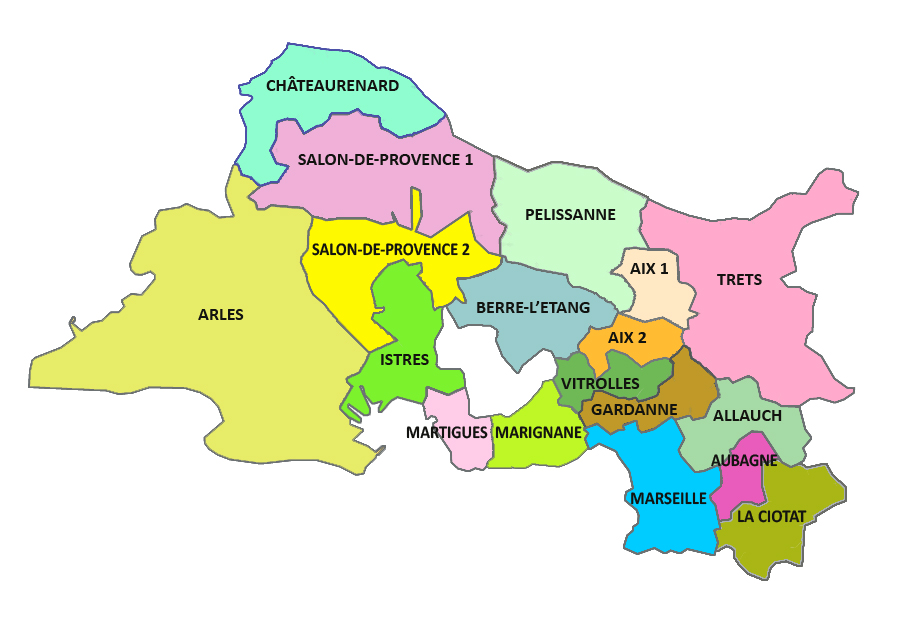 CHÂTEAURENARD
SALON-DE-PROVENCE 1
PELISSANNE
SALON-DE-PROVENCE 2
AIX 1
TRETS
BERRE-L’ETANG
ARLES
AIX 2
ISTRES
VITROLLES
GARDANNE
ALLAUCH
MARTIGUES
MARIGNANE
AUBAGNE
MARSEILLE
LA CIOTAT